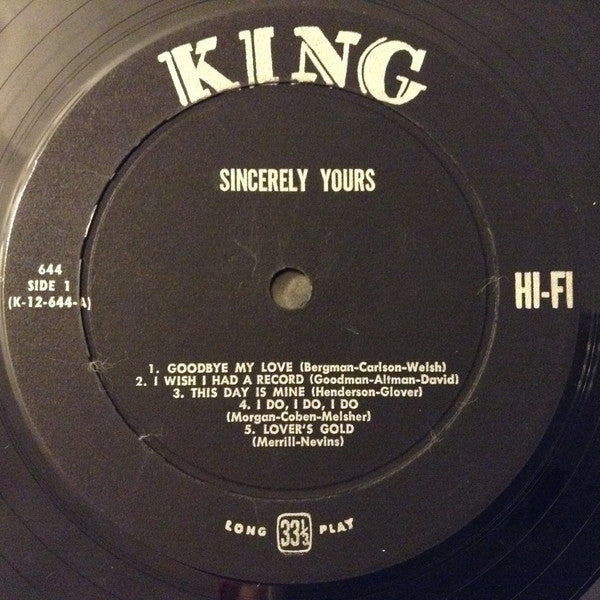 KING
SINCERELY YOURS
644
SIDE 1
(K-12-644-A)
HI-FI
1. GOODBYE MY LOVE (Bergman-Carlson-Welsh)
2. I WISH I HAD A RECORD (Goodman-Altman-David)
3. THIS DAY IS MINE (Henderson-Glover)
4. I DO, I DO, I DO
(Morgan-Coben-Melsher)
5. LOVER'S GOLD
(Merrill-Nevins)
LONG 33⅓ PLAY